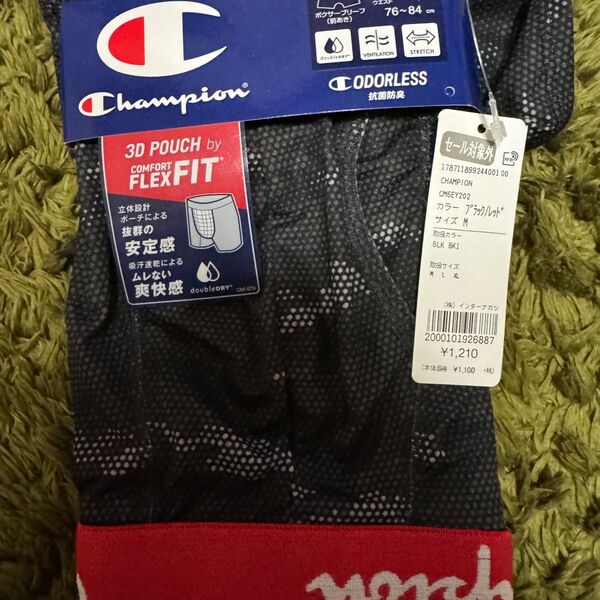 ボクサーブリーフ
(前あき)
ウエスト
76~84 cm
doubleDRY
VENTILATION
STRETCH
Champion®
C ODORLESS
抗菌防臭
3D POUCH by
COMFORT
FLEXFIT®
立体設計
ポーチによる
抜群の
安定感
吸汗速乾による
ムレない
爽快感
doubleDRY®
セール対象外
1787118992440010​0
CHAMPION
CM6EY202
カラー ブラック/レッド
サイズ M
取扱カラー
BLK BK1
取扱サイズ
M L XL
(株) インターナカツ
2000101926887
¥1,210
(本体価格 ¥1,100 +税)